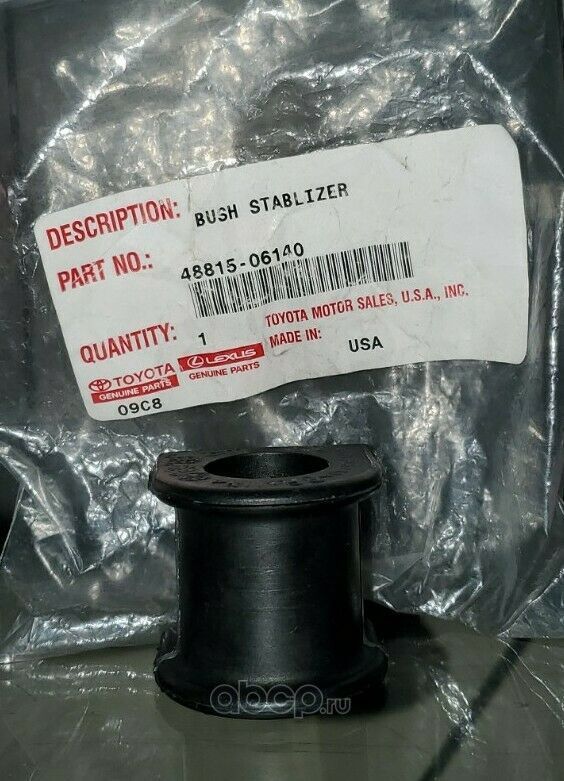 DESCRIPTION: BUSH STABLIZER
PART NO.: 48815-06140
QUANTITY: 1
TOYOTA MOTOR SALES, U.S.A., INC.
MADE IN: USA
TOYOTA
GENUINE PARTS
LEXUS
GENUINE PARTS
09C8
abcp.ru